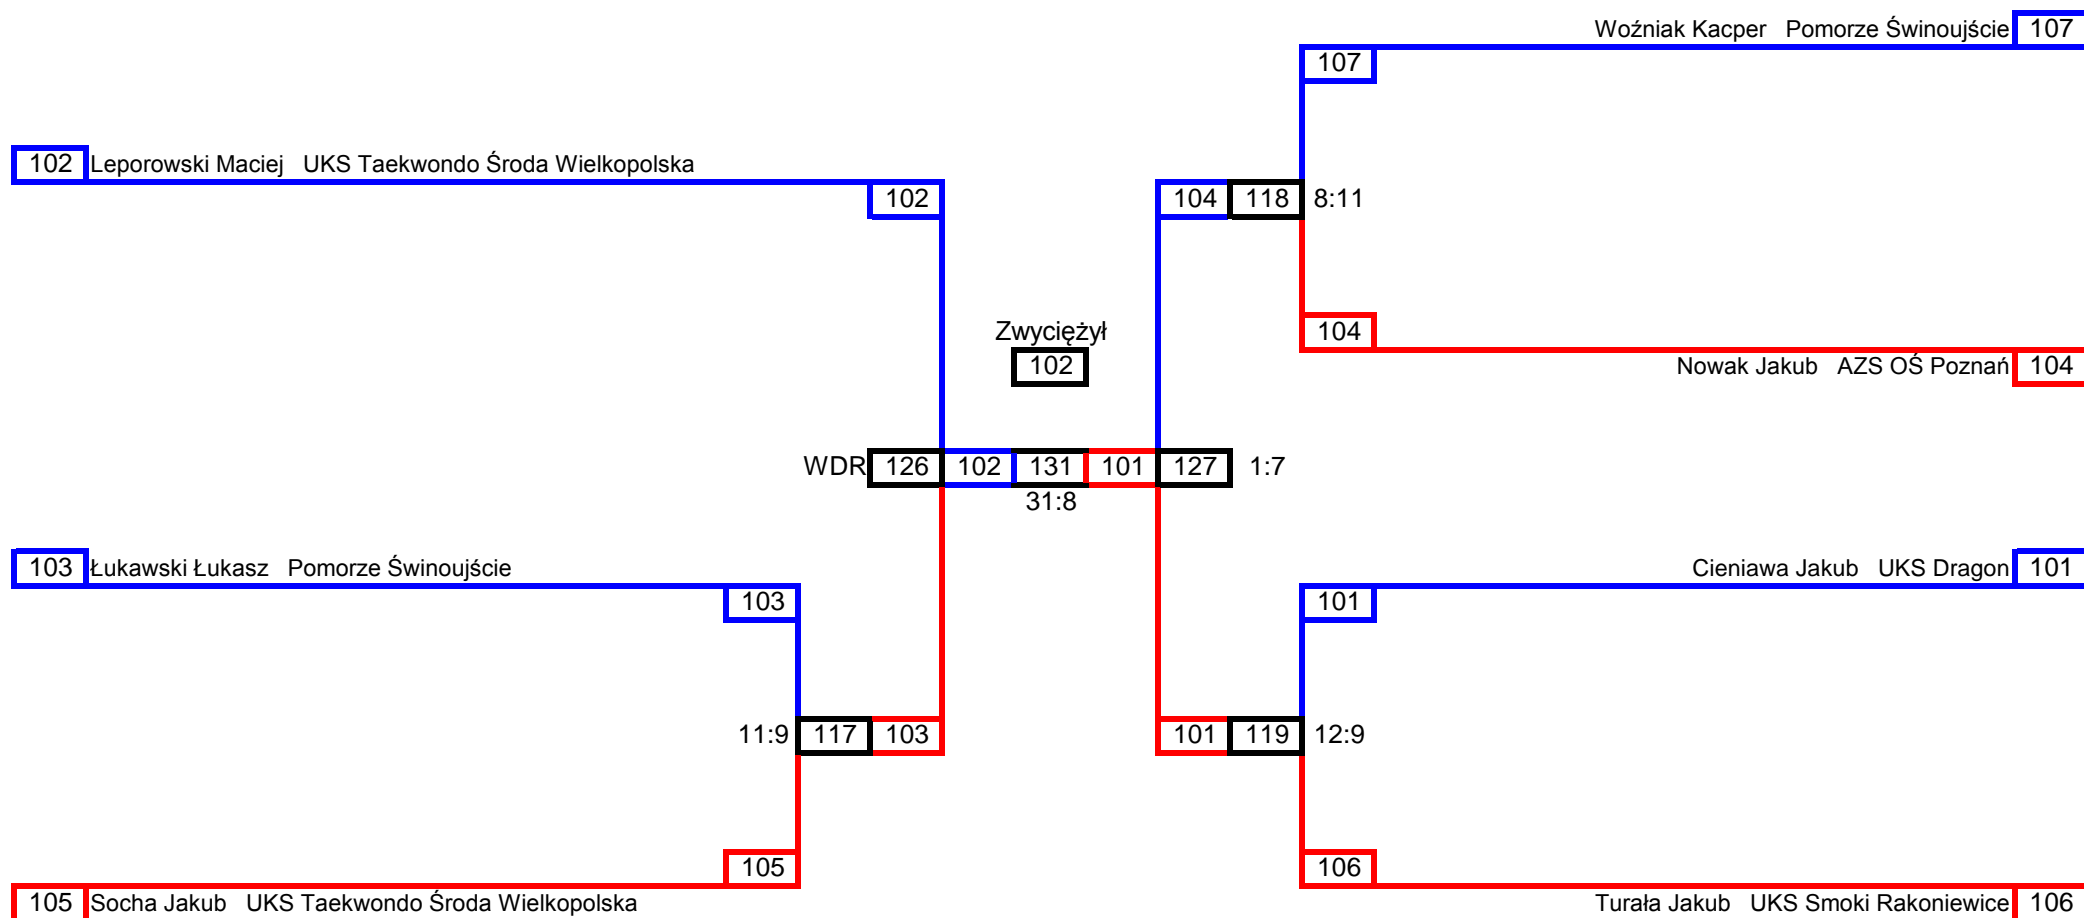 Woźniak Kacper Pomorze Świnoujście 107
107
102 Leporowski Maciej UKS Taekwondo Środa Wielkopolska
102 104 118 8:11
Zwyciężył
102
104
Nowak Jakub AZS OŚ Poznań 104
WDR 126 102 131 101 127 1:7
31:8
103 Łukawski Łukasz Pomorze Świnoujście
Cieniawa Jakub UKS Dragon 101
103 101
11:9 117 103 101 119 12:9
105 106
105 Socha Jakub UKS Taekwondo Środa Wielkopolska
Turała Jakub UKS Smoki Rakoniewice 106